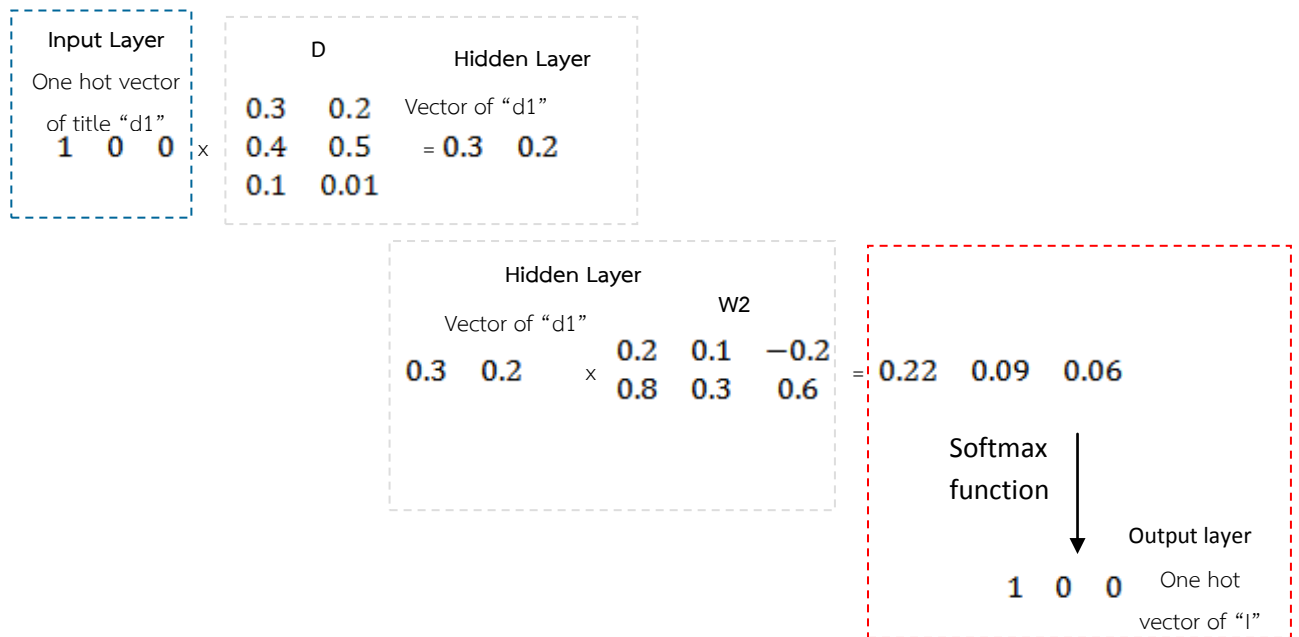 Input Layer
One hot vector
of title “d1”
1 0 0
x
D
0.3 0.2
0.4 0.5
0.1 0.01
Hidden Layer
Vector of “d1”
= 0.3 0.2
Hidden Layer
Vector of “d1”
0.3 0.2
x
W2
0.2 0.1 −0.2
0.8 0.3 0.6
= 0.22 0.09 0.06
Softmax
function
Output layer
1 0 0
One hot
vector of “I”